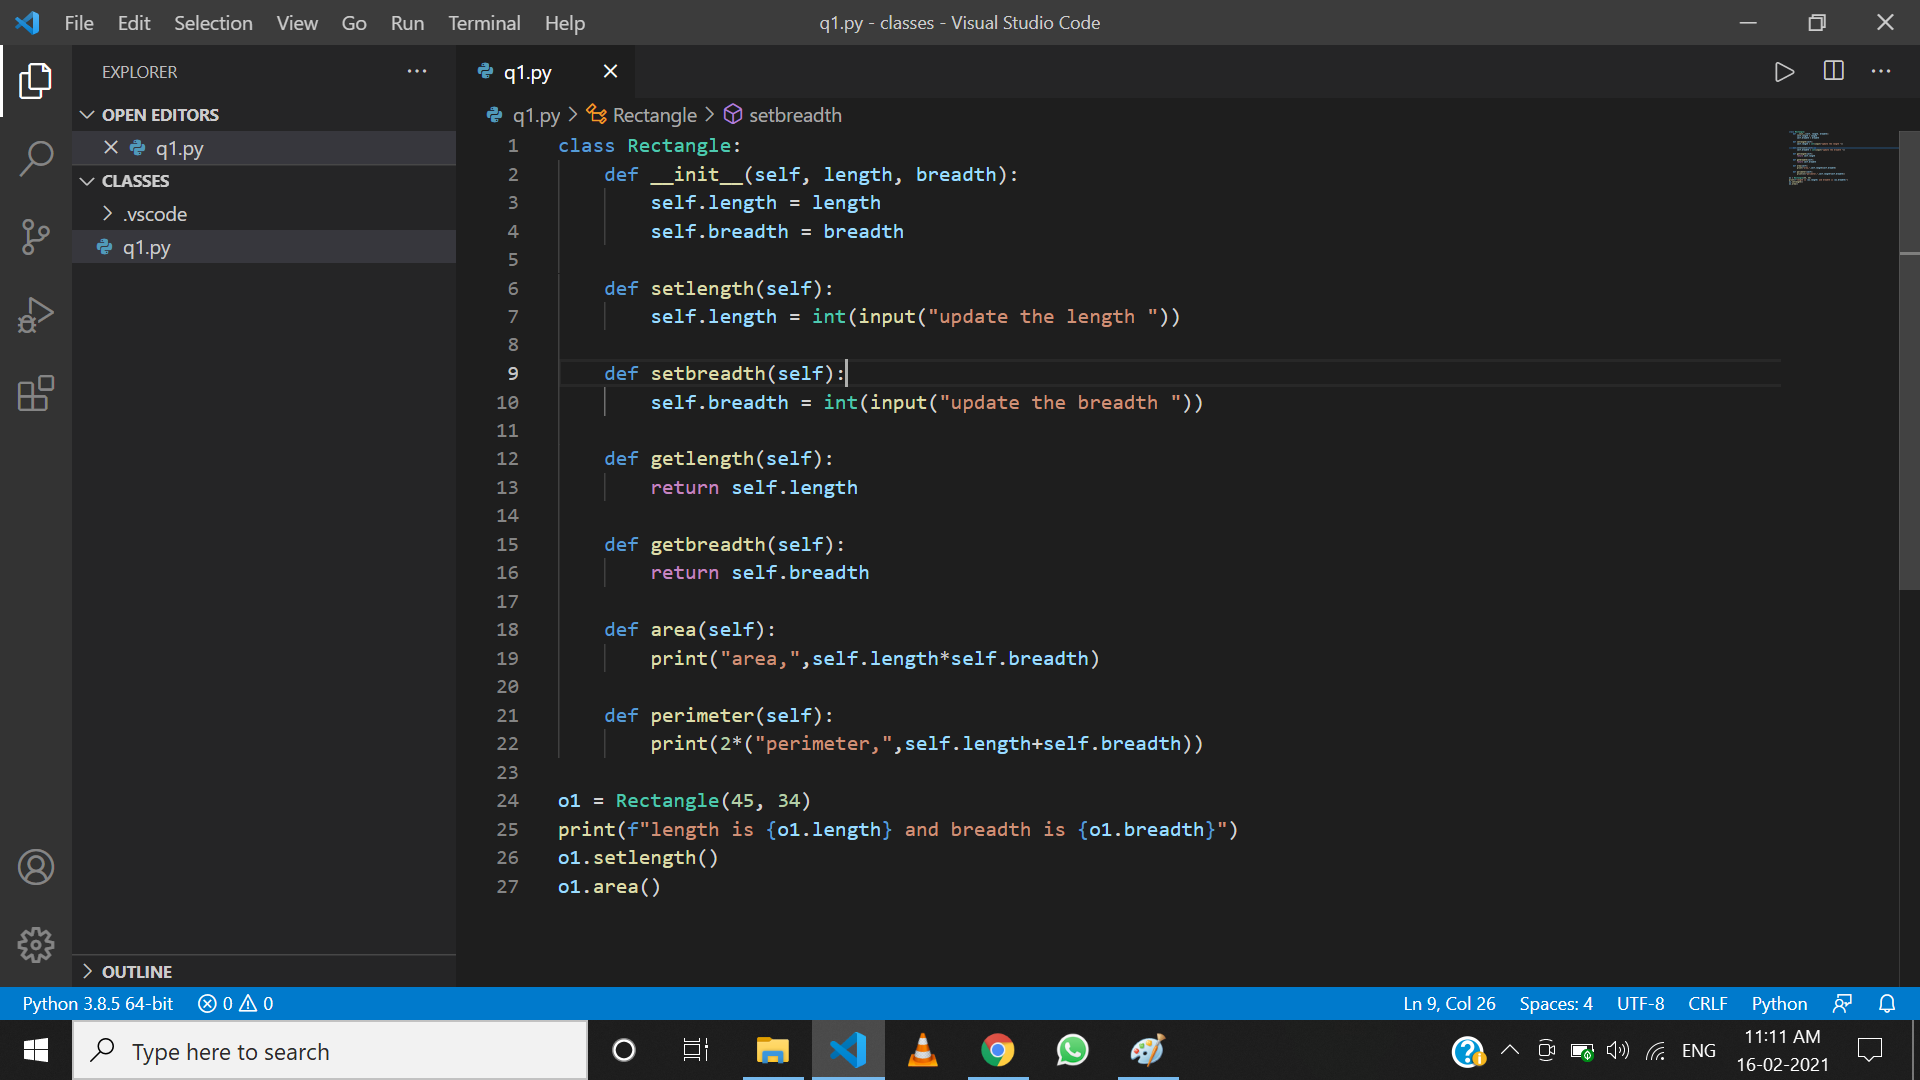 File Edit Selection View Go Run Terminal Help
q1.py - classes - Visual Studio Code
EXPLORER
OPEN EDITORS
q1.py
CLASSES
.vscode
q1.py
OUTLINE
q1.py
q1.py > Rectangle > setbreadth
1 class Rectangle:
2     def __init__(self, length, breadth):
3         self.length = length
4         self.breadth = breadth
5
6     def setlength(self):
7         self.length = int(input("update the length "))
8
9     def setbreadth(self):
10         self.breadth = int(input("update the breadth "))
11
12     def getlength(self):
13         return self.length
14
15     def getbreadth(self):
16         return self.breadth
17
18     def area(self):
19         print("area,",self.length*self.breadth)
20
21     def perimeter(self):
22         print(2*("perimeter,",self.length+self.breadth))
23
24 o1 = Rectangle(45, 34)
25 print(f"length is {o1.length} and breadth is {o1.breadth}")
26 o1.setlength()
27 o1.area()
Python 3.8.5 64-bit 0 0 Ln 9, Col 26 Spaces: 4 UTF-8 CRLF Python
Type here to search
ENG
11:11 AM
16-02-2021